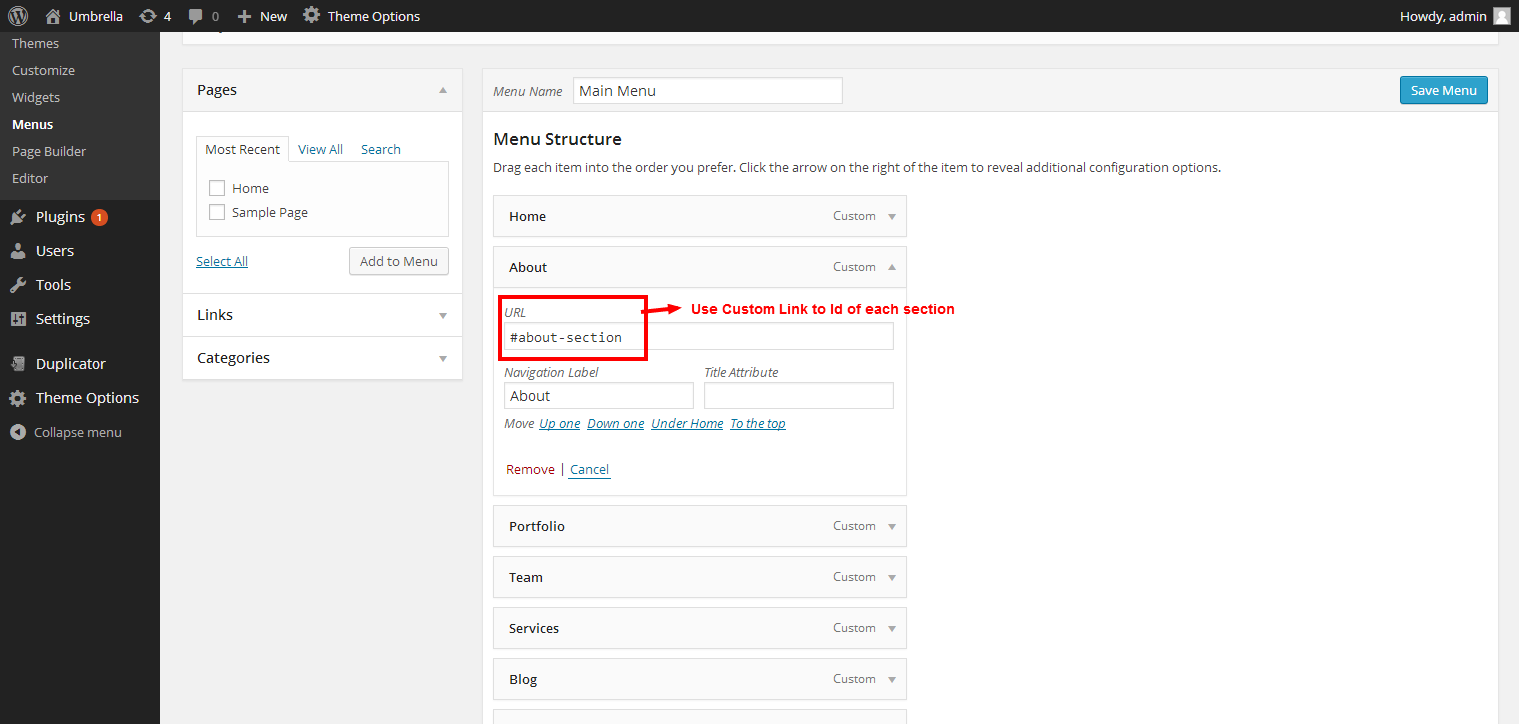 Umbrella 4 0 New Theme Options Howdy, admin
Themes
Customize
Widgets
Menus
Page Builder
Editor
Plugins 1
Users
Tools
Settings
Duplicator
Theme Options
Collapse menu
Pages
Most Recent View All Search
Home
Sample Page
Select All Add to Menu
Links
Categories
Menu Name Main Menu Save Menu
Menu Structure
Drag each item into the order you prefer. Click the arrow on the right of the item to reveal additional configuration options.
Home Custom
About Custom
URL
Use Custom Link to Id of each section
#about-section
Navigation Label Title Attribute
About
Move Up one Down one Under Home To the top
Remove | Cancel
Portfolio Custom
Team Custom
Services Custom
Blog Custom